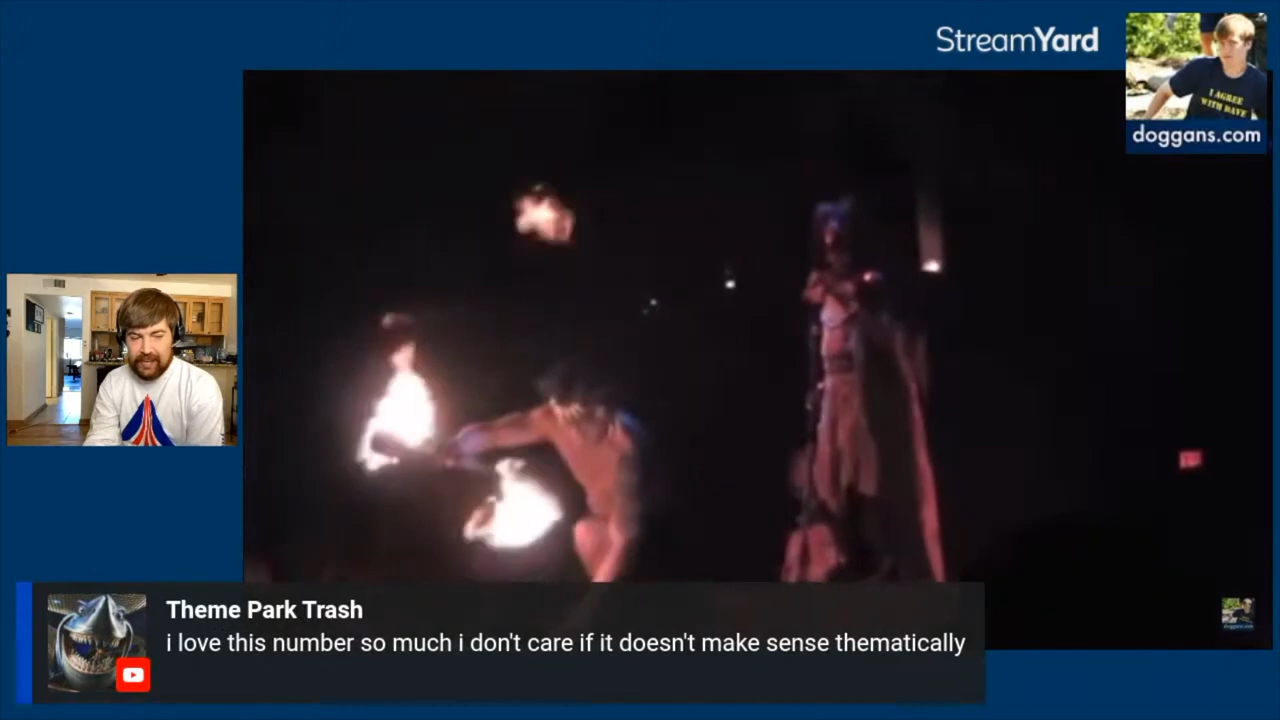 StreamYard
I AGREE
WITH DAVE
doggans.com
Theme Park Trash
i love this number so much i don't care if it doesn't make sense thematically